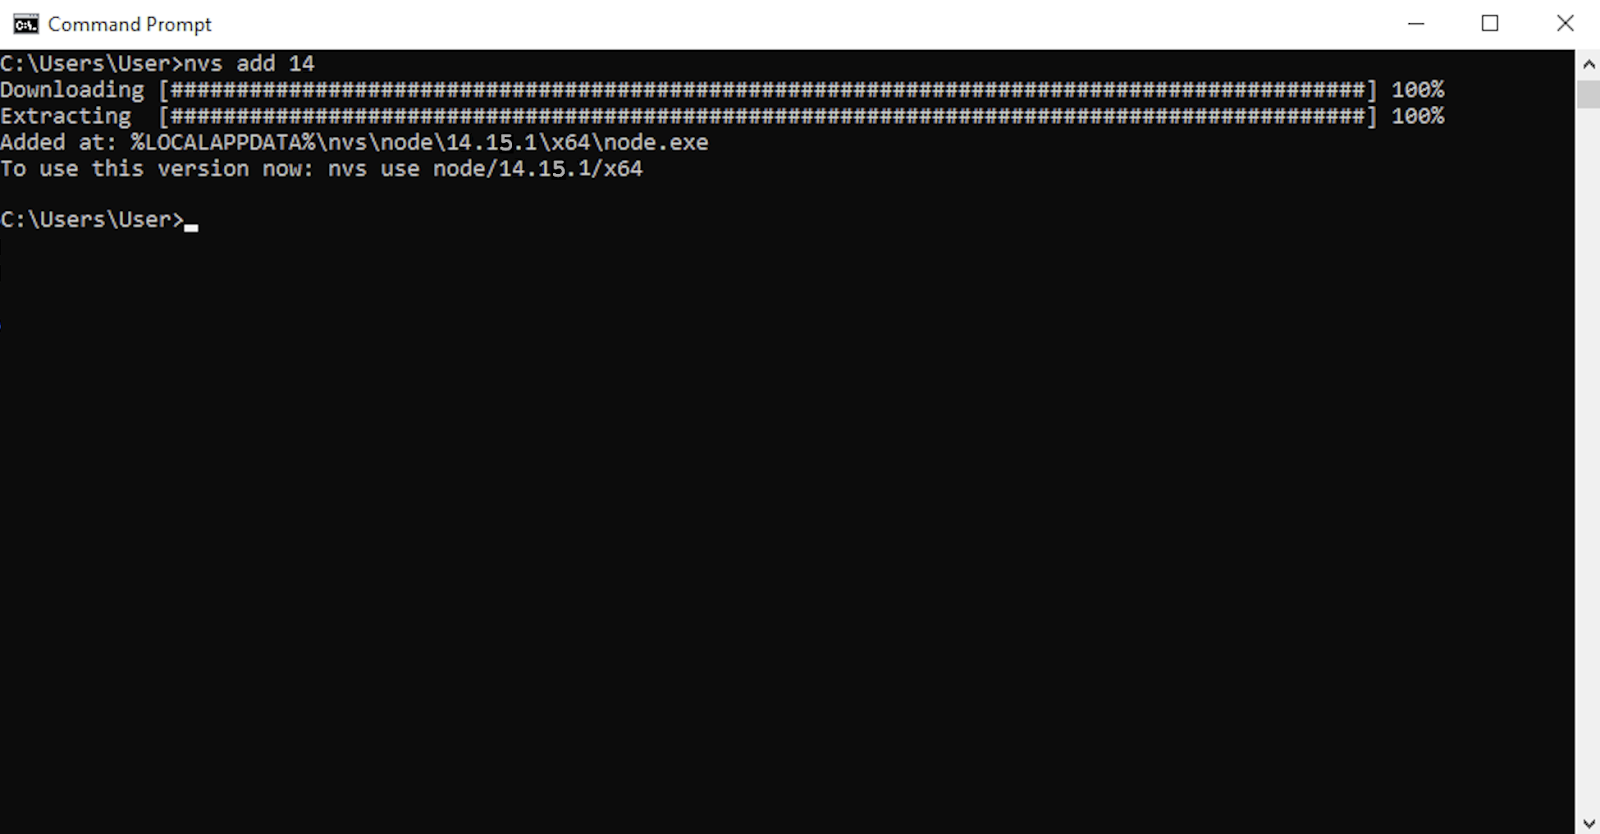 Command Prompt
C:\Users\User>nvs add 14
Downloading [###########################################################################################] 100%
Extracting  [###########################################################################################] 100%
Added at: %LOCALAPPDATA%\nvs\node\14.15.1\x64\node.exe
To use this version now: nvs use node/14.15.1/x64
C:\Users\User>